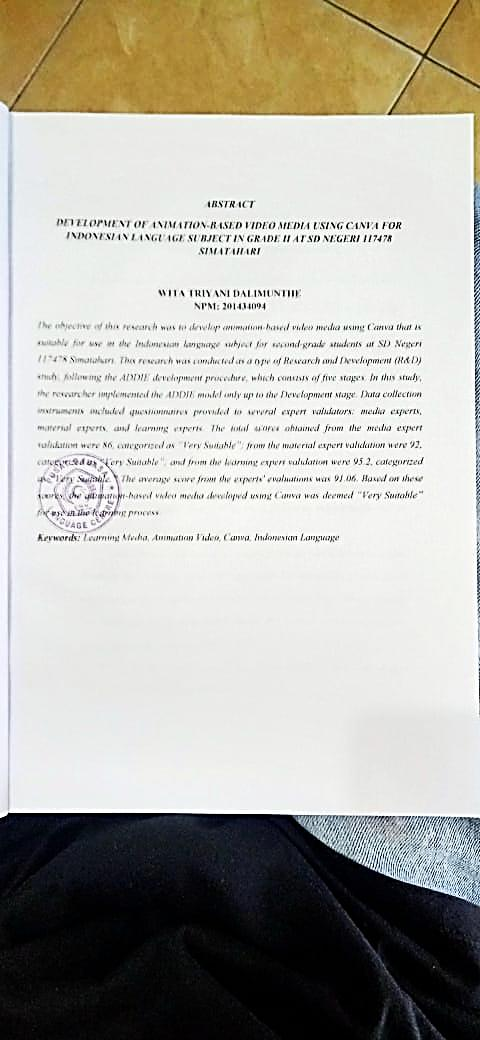 ABSTRACT
DEVELOPMENT OF ANIMATION-BASED VIDEO MEDIA USING CANVA FOR
INDONESIAN LANGUAGE SUBJECT IN GRADE II AT SD NEGERI 117478
SIMATAHARI
WITA TRIYANI DALIMUNTHE
NPM: 201434094
The objective of this research was to develop animation-based video media using Canva that is
suitable for use in the Indonesian language subject for second-grade students at SD Negeri
117478 Simatahari. This research was conducted as a type of Research and Development (R&D)
study, following the ADDIE development procedure, which consists of five stages. In this study,
the researcher implemented the ADDIE model only up to the Development stage. Data collection
instruments included questionnaires provided to several expert validators: media experts,
material experts, and learning experts. The total scores obtained from the media expert
validation were 86, categorized as "Very Suitable"; from the material expert validation were 92,
"Very Suitable"; and from the learning expert validation were 95.2, categorized
as "Very Suitable." The average score from the experts' evaluations was 91.06. Based on these
scores, the animation-based video media developed using Canva was deemed "Very Suitable"
for use in the learning process.
Keywords: Learning Media, Animation Video, Canva, Indonesian Language
PUSAT BAHASA
LANGUAGE CENTRE